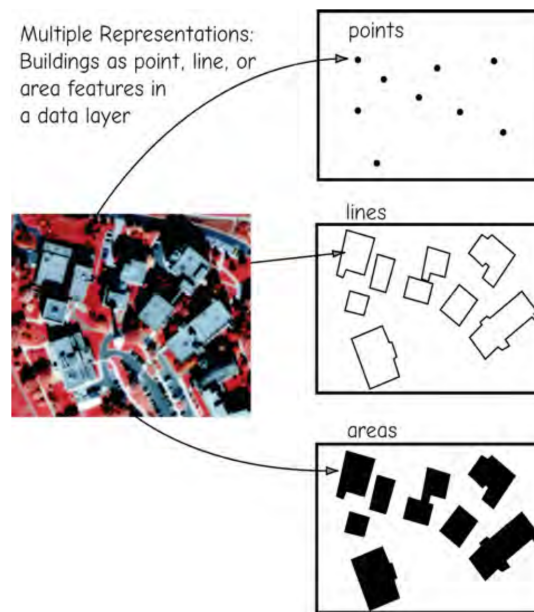 Multiple Representations:
Buildings as point, line, or
area features in
a data layer
points
lines
areas